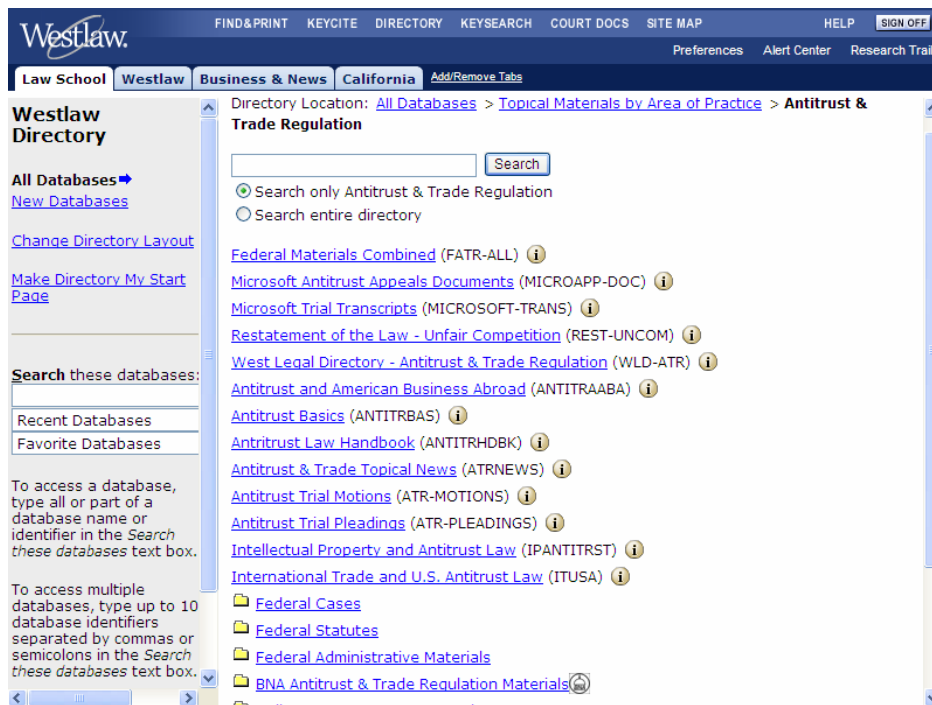 Westlaw.
FIND&PRINT KEYCITE DIRECTORY KEYSEARCH COURT DOCS SITE MAP HELP SIGN OFF
Preferences Alert Center Research Trail
Law School Westlaw Business & News California Add/Remove Tabs
Westlaw
Directory
All Databases
New Databases
Change Directory Layout
Make Directory My Start
Page
Search these databases:
Recent Databases
Favorite Databases
To access a database,
type all or part of a
database name or
identifier in the Search
these databases text box.
To access multiple
databases, type up to 10
database identifiers
separated by commas or
semicolons in the Search
these databases text box.
Directory Location: All Databases > Topical Materials by Area of Practice > Antitrust &
Trade Regulation
Search
Search only Antitrust & Trade Regulation
Search entire directory
Federal Materials Combined (FATR-ALL) i
Microsoft Antitrust Appeals Documents (MICROAPP-DOC) i
Microsoft Trial Transcripts (MICROSOFT-TRANS) i
Restatement of the Law - Unfair Competition (REST-UNCOM) i
West Legal Directory - Antitrust & Trade Regulation (WLD-ATR) i
Antitrust and American Business Abroad (ANTITRAABA) i
Antitrust Basics (ANTITRBAS) i
Antritrust Law Handbook (ANTITRHDBK) i
Antitrust & Trade Topical News (ATRNEWS) i
Antitrust Trial Motions (ATR-MOTIONS) i
Antitrust Trial Pleadings (ATR-PLEADINGS) i
Intellectual Property and Antitrust Law (IPANTITRST) i
International Trade and U.S. Antitrust Law (ITUSA) i
Federal Cases
Federal Statutes
Federal Administrative Materials
BNA Antitrust & Trade Regulation Materials